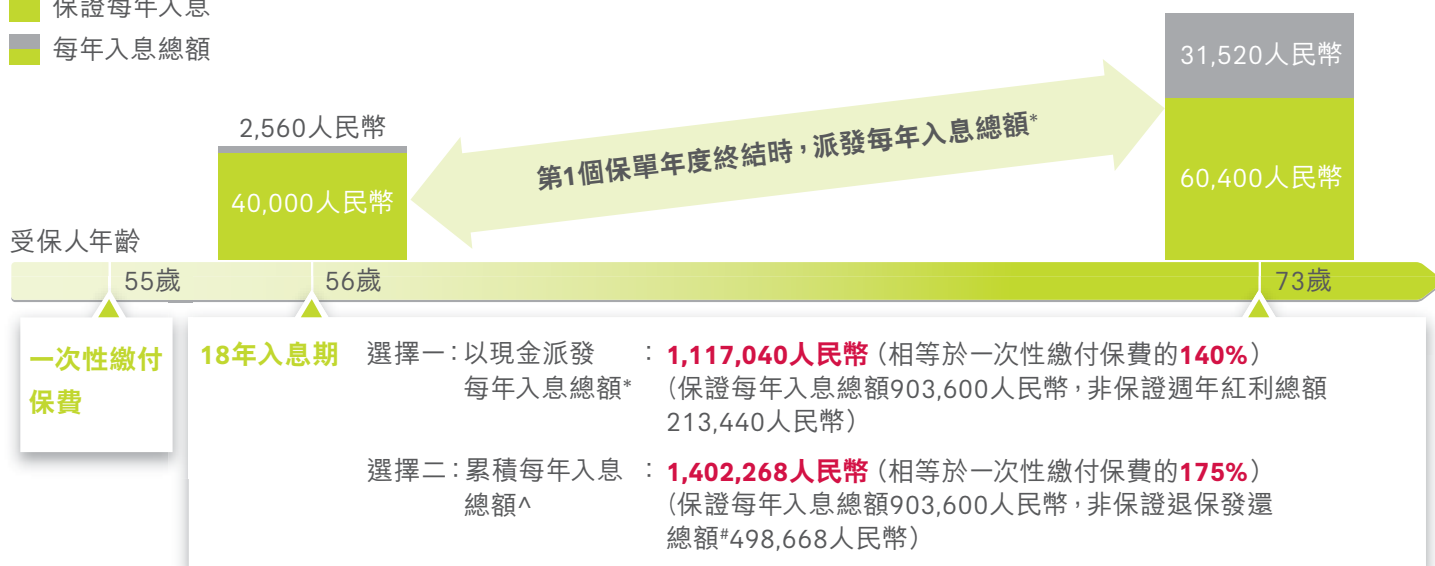 保證每年入息
每年入息總額
31,520人民幣
2,560人民幣
第1個保單年度終結時，派發每年入息總額*
40,000人民幣
60,400人民幣
受保人年齡
55歲
56歲
73歲
一次性繳付
保費
18年入息期
選擇一：以現金派發
每年入息總額*
：1,117,040人民幣（相等於一次性繳付保費的140%）
（保證每年入息總額903,600人民幣，非保證週年紅利總額
213,440人民幣）
選擇二：累積每年入息
總額^
：1,402,268人民幣（相等於一次性繳付保費的175%）
（保證每年入息總額903,600人民幣，非保證退保發還
總額#498,668人民幣）